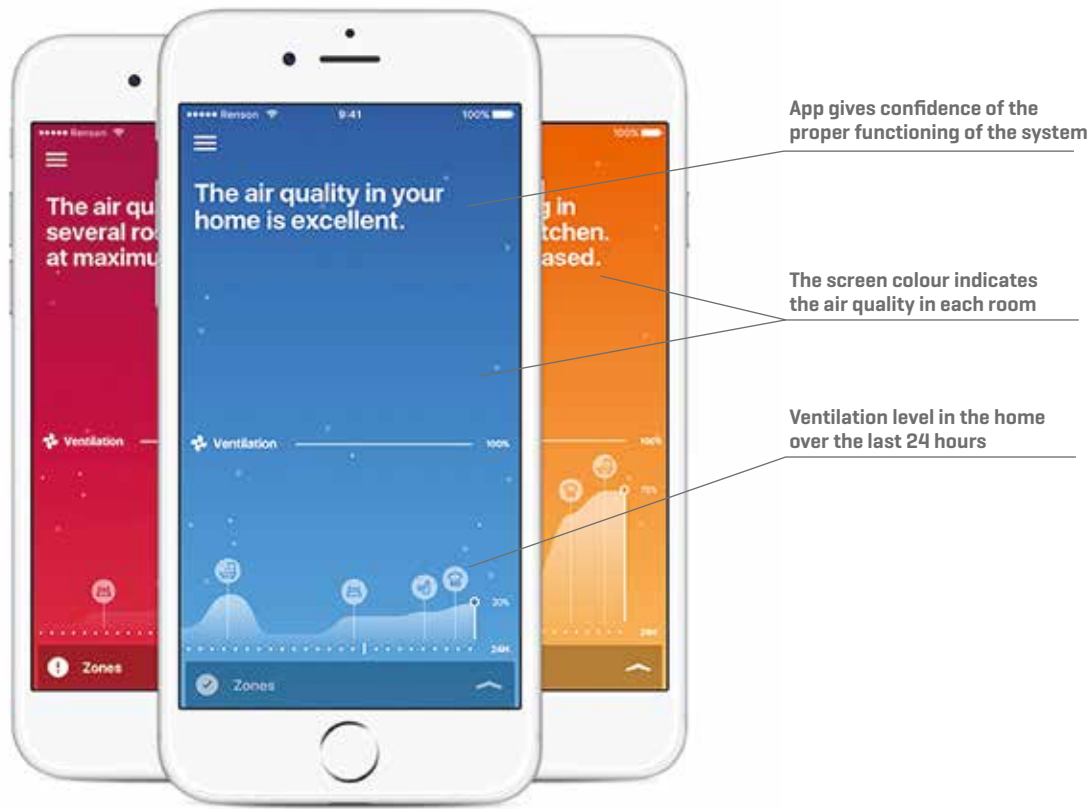 Renson
The air qu
several ro
at maximu
Ventilation
Zones
Renson
9:41
100%
The air quality in your
home is excellent.
Ventilation
100%
20%
24H
Zones
100%
g in
tchen.
ased.
100%
75%
24H
App gives confidence of the
proper functioning of the system
The screen colour indicates
the air quality in each room
Ventilation level in the home
over the last 24 hours